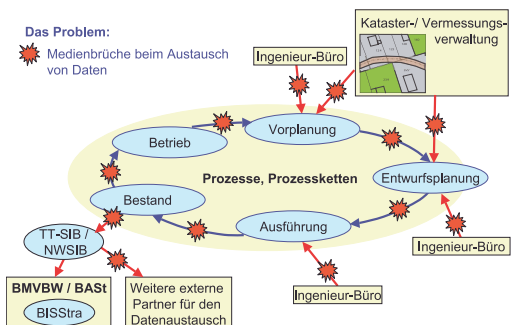 Das Problem:
Medienbrüche beim Austausch
von Daten
Ingenieur-Büro
Kataster-/ Vermessungs-
verwaltung
Vorplanung
Betrieb
Prozesse, Prozessketten
Entwurfsplanung
Bestand
Ausführung
TT-SIB /
NWSIB
Ingenieur-Büro
BMVBW / BASt
BISStra
Weitere externe
Partner für den
Datenaustausch
Ingenieur-Büro